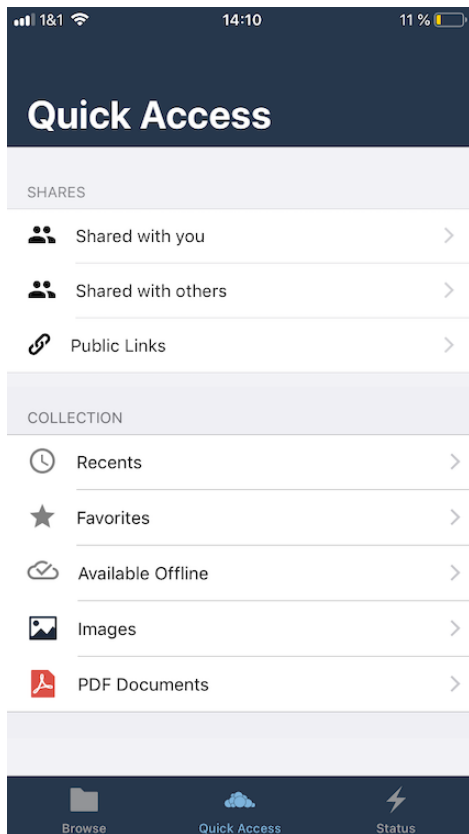 1&1 14:10 11 %
Quick Access
SHARES
Shared with you
Shared with others
Public Links
COLLECTION
Recents
Favorites
Available Offline
Images
PDF Documents
Browse Quick Access Status